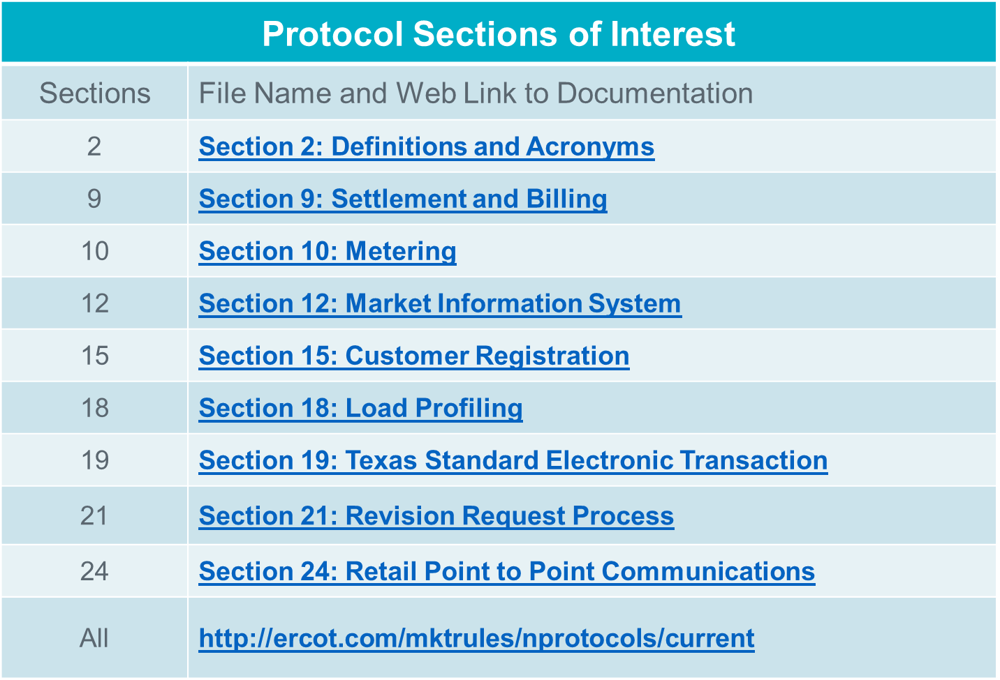 Protocol Sections of Interest
Sections File Name and Web Link to Documentation
2 Section 2: Definitions and Acronyms
9 Section 9: Settlement and Billing
10 Section 10: Metering
12 Section 12: Market Information System
15 Section 15: Customer Registration
18 Section 18: Load Profiling
19 Section 19: Texas Standard Electronic Transaction
21 Section 21: Revision Request Process
24 Section 24: Retail Point to Point Communications
All http://ercot.com/mktrules/nprotocols/current